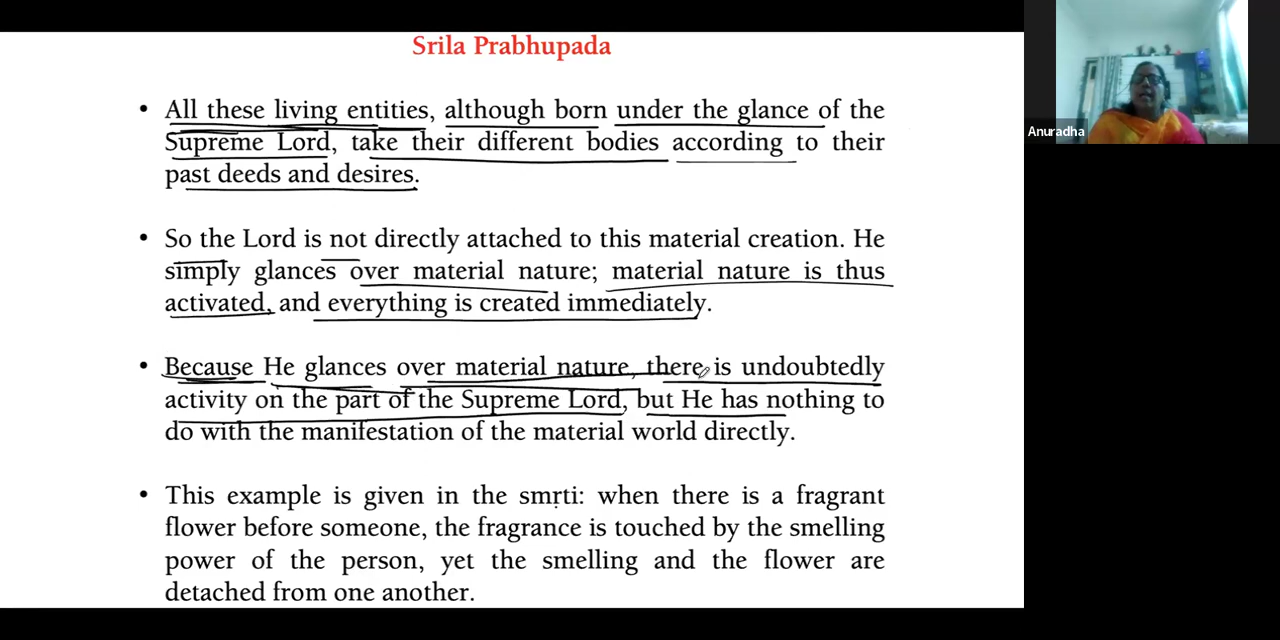 Srila Prabhupada
• All these living entities, although born under the glance of the
Supreme Lord, take their different bodies according to their
past deeds and desires.
• So the Lord is not directly attached to this material creation. He
simply glances over material nature; material nature is thus
activated, and everything is created immediately.
• Because He glances over material nature, there is undoubtedly
activity on the part of the Supreme Lord, but He has nothing to
do with the manifestation of the material world directly.
• This example is given in the smṛti: when there is a fragrant
flower before someone, the fragrance is touched by the smelling
power of the person, yet the smelling and the flower are
detached from one another.
Anuradha